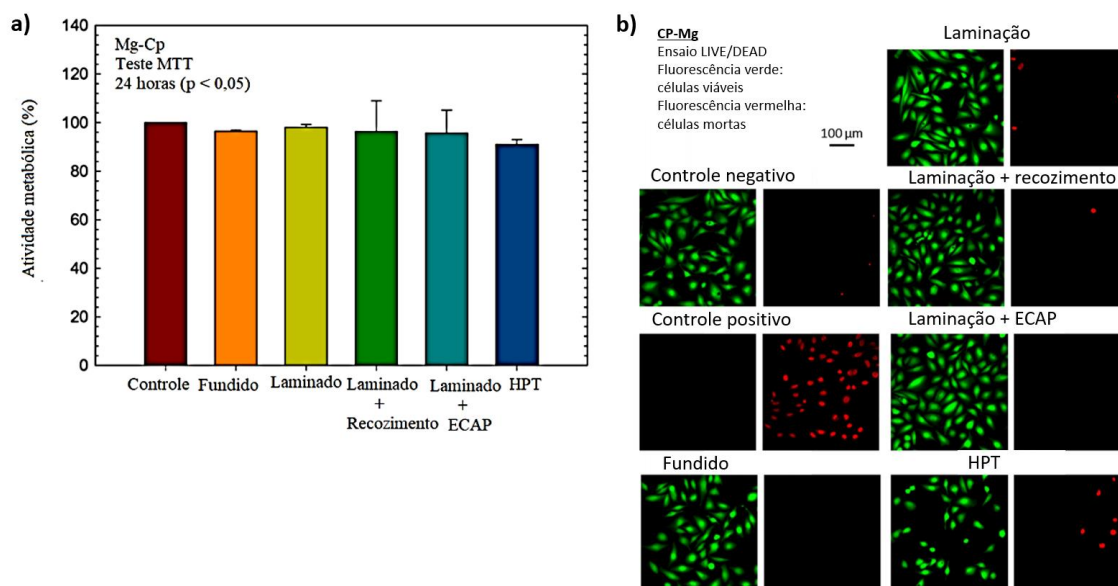 a)
Mg-Cp
Teste MTT
24 horas (p < 0,05)
Atividade metabólica (%)
140
120
100
80
60
40
20
0
Controle
Fundido
Laminado
Laminado
+
Recozimento
Laminado
+
ECAP
HPT
b)
CP-Mg
Ensaio LIVE/DEAD
Fluorescência verde:
células viáveis
Fluorescência vermelha:
células mortas
100 µm
Laminação
Controle negativo
Laminação + recozimento
Controle positivo
Laminação + ECAP
Fundido
HPT